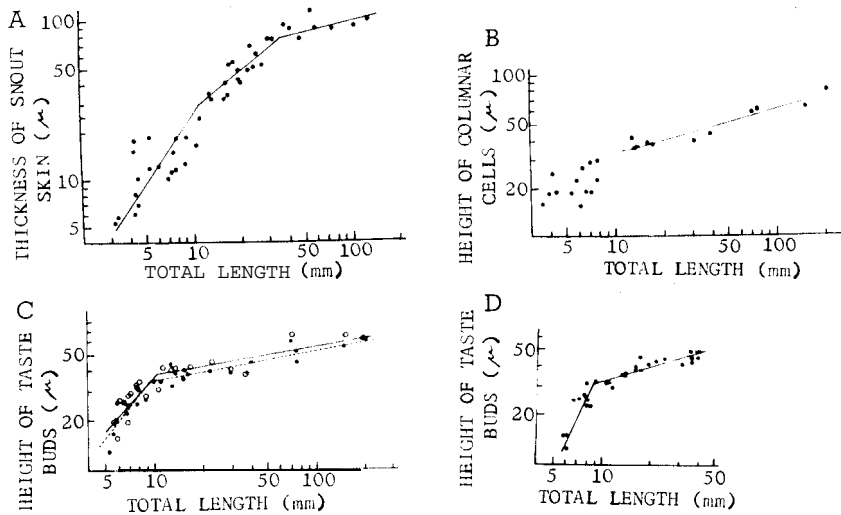 A
THICKNESS OF SNOUT
SKIN (μ)
100
50
10
5
5 10 50 100
TOTAL LENGTH (mm)
B
HEIGHT OF COLUMNAR
CELLS (μ)
100
50
20
10 50 100
TOTAL LENGTH (mm)
C
HEIGHT OF TASTE
BUDS (μ)
50
20
5 10 50 100
TOTAL LENGTH (mm)
D
HEIGHT OF TASTE
BUDS (μ)
50
20
5 10 50
TOTAL LENGTH (mm)